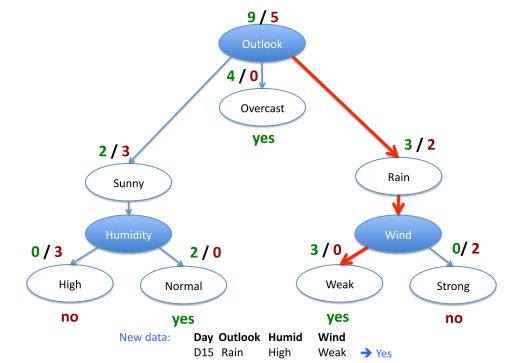 9 / 5
Outlook
4 / 0
Overcast
yes
2 / 3
3 / 2
Sunny
Rain
Humidity
Wind
0 / 3
2 / 0
3 / 0
0/ 2
High
Normal
Weak
Strong
no
yes
yes
no
New data: Day Outlook Humid Wind
D15 Rain High Weak ➔ Yes